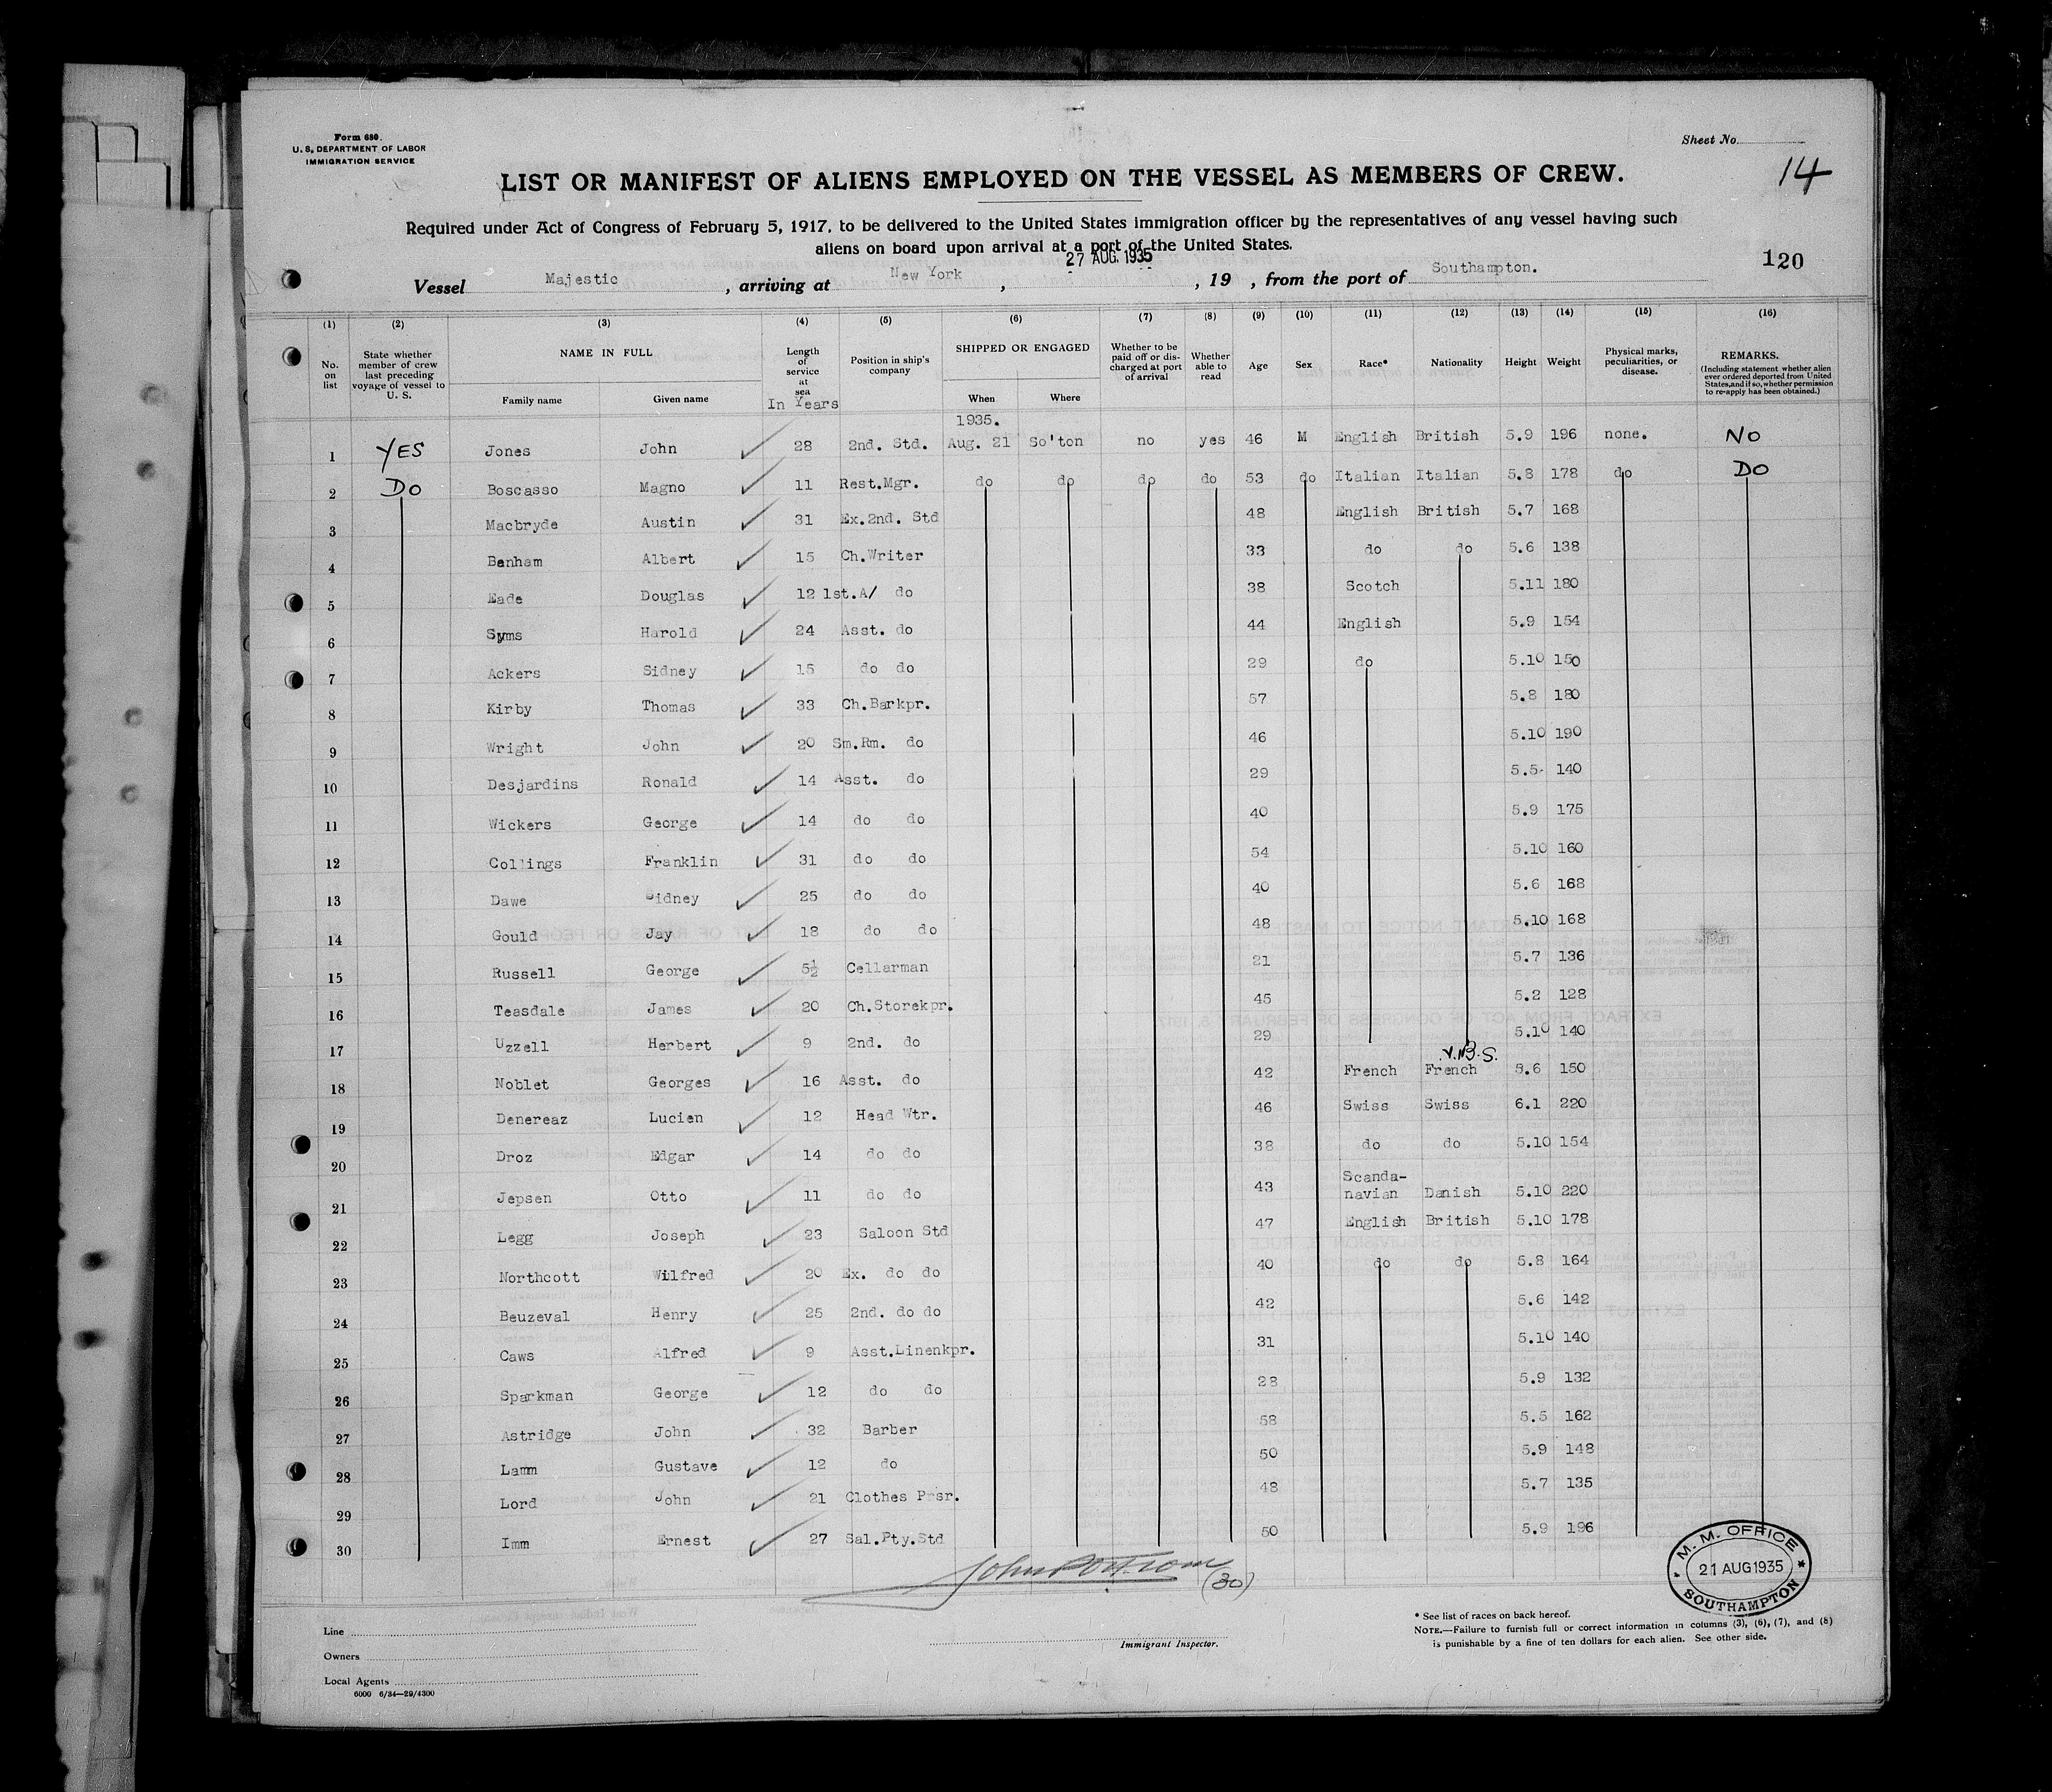 Form 680.
U. S. DEPARTMENT OF LABOR
IMMIGRATION SERVICE
Sheet No.
14
LIST OR MANIFEST OF ALIENS EMPLOYED ON THE VESSEL AS MEMBERS OF CREW.
Required under Act of Congress of February 5, 1917, to be delivered to the United States immigration officer by the representatives of any vessel having such
aliens on board upon arrival at a port of the United States.
120
27 AUG. 1935
Vessel Majestic , arriving at New York , , 19 , from the port of Southampton.
(1) (2) (3) (4) (5) (6) (7) (8) (9) (10) (11) (12) (13) (14) (15) (16)
No. on list State whether member of crew last preceding voyage of vessel to U. S. NAME IN FULL Family name Given name Length of service at sea In Years Position in ship's company SHIPPED OR ENGAGED When Where Whether to be paid off or discharged at port of arrival Whether able to read Age Sex Race* Nationality Height Weight Physical marks, peculiarities, or disease. REMARKS. (Including statement whether alien ever ordered deported from United States, and if so, whether permission to re-apply has been obtained.)
1935.
1 YES Jones John 28 2nd. Std. Aug. 21 So'ton no yes 46 M English British 5.9 196 none. NO
2 DO Boscasso Magno 11 Rest.Mgr. do do do do 53 do Italian Italian 5.8 178 do DO
3 Macbryde Austin 31 Ex.2nd. Std 48 English British 5.7 168
4 Benham Albert 15 Ch.Writer 33 do do 5.6 138
5 Eade Douglas 12 1st.A/ do 38 Scotch 5.11 180
6 Syms Harold 24 Asst. do 44 English 5.9 154
7 Ackers Sidney 15 do do 29 do 5.10 150
8 Kirby Thomas 33 Ch.Barkpr. 57 5.8 180
9 Wright John 20 Sm.Rm. do 46 5.10 190
10 Desjardins Ronald 14 Asst. do 29 5.5 140
11 Wickers George 14 do do 40 5.9 175
12 Collings Franklin 31 do do 54 5.10 160
13 Dawe Sidney 25 do do 40 5.6 168
14 Gould Jay 18 do do 48 5.10 168
15 Russell George 5½ Cellarman 21 5.7 136
16 Teasdale James 20 Ch.Storekpr. 45 5.2 128
17 Uzzell Herbert 9 2nd. do 29 5.10 140
18 Noblet Georges 16 Asst. do 42 French French 5.6 150
19 Denereaz Lucien 12 Head Wtr. 46 Swiss Swiss 6.1 220
20 Droz Edgar 14 do do 38 do do 5.10 154
21 Jepsen Otto 11 do do 43 Scanda-navian Danish 5.10 220
22 Legg Joseph 23 Saloon Std 47 English British 5.10 178
23 Northcott Wilfred 20 Ex. do do 40 do do 5.8 164
24 Beuzeval Henry 25 2nd. do do 42 5.6 142
25 Caws Alfred 9 Asst.Linenkpr. 31 5.10 140
26 Sparkman George 12 do do 28 5.9 132
27 Astridge John 32 Barber 58 5.5 162
28 Lamm Gustave 12 do 50 5.9 148
29 Lord John 21 Clothes Prsr. 48 5.7 135
30 Imm Ernest 27 Sal.Pty.Std 50 5.9 196
(30)
M. M. OFFICE
21 AUG 1935
SOUTHAMPTON
Line
Owners
Local Agents
6000 6/34—29/4300
Immigrant Inspector.
* See list of races on back hereof.
NOTE.—Failure to furnish full or correct information in columns (3), (6), (7), and (8)
is punishable by a fine of ten dollars for each alien. See other side.